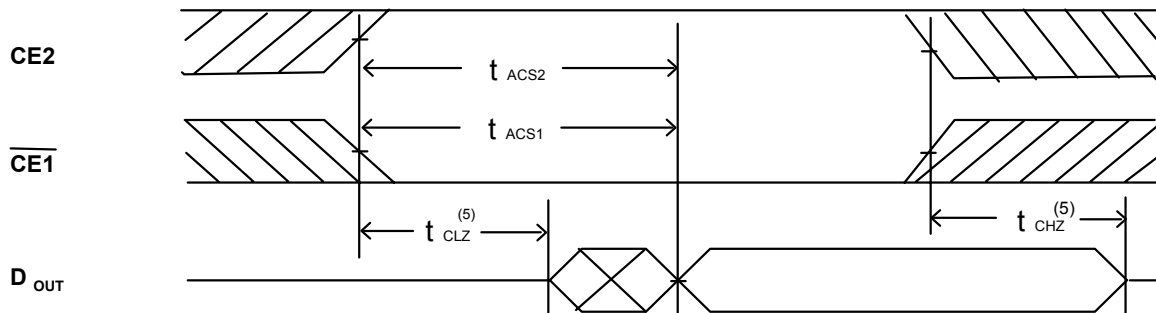 CE2
t ACS2
t ACS1
CE1
t CLZ (5)
t CHZ (5)
D OUT